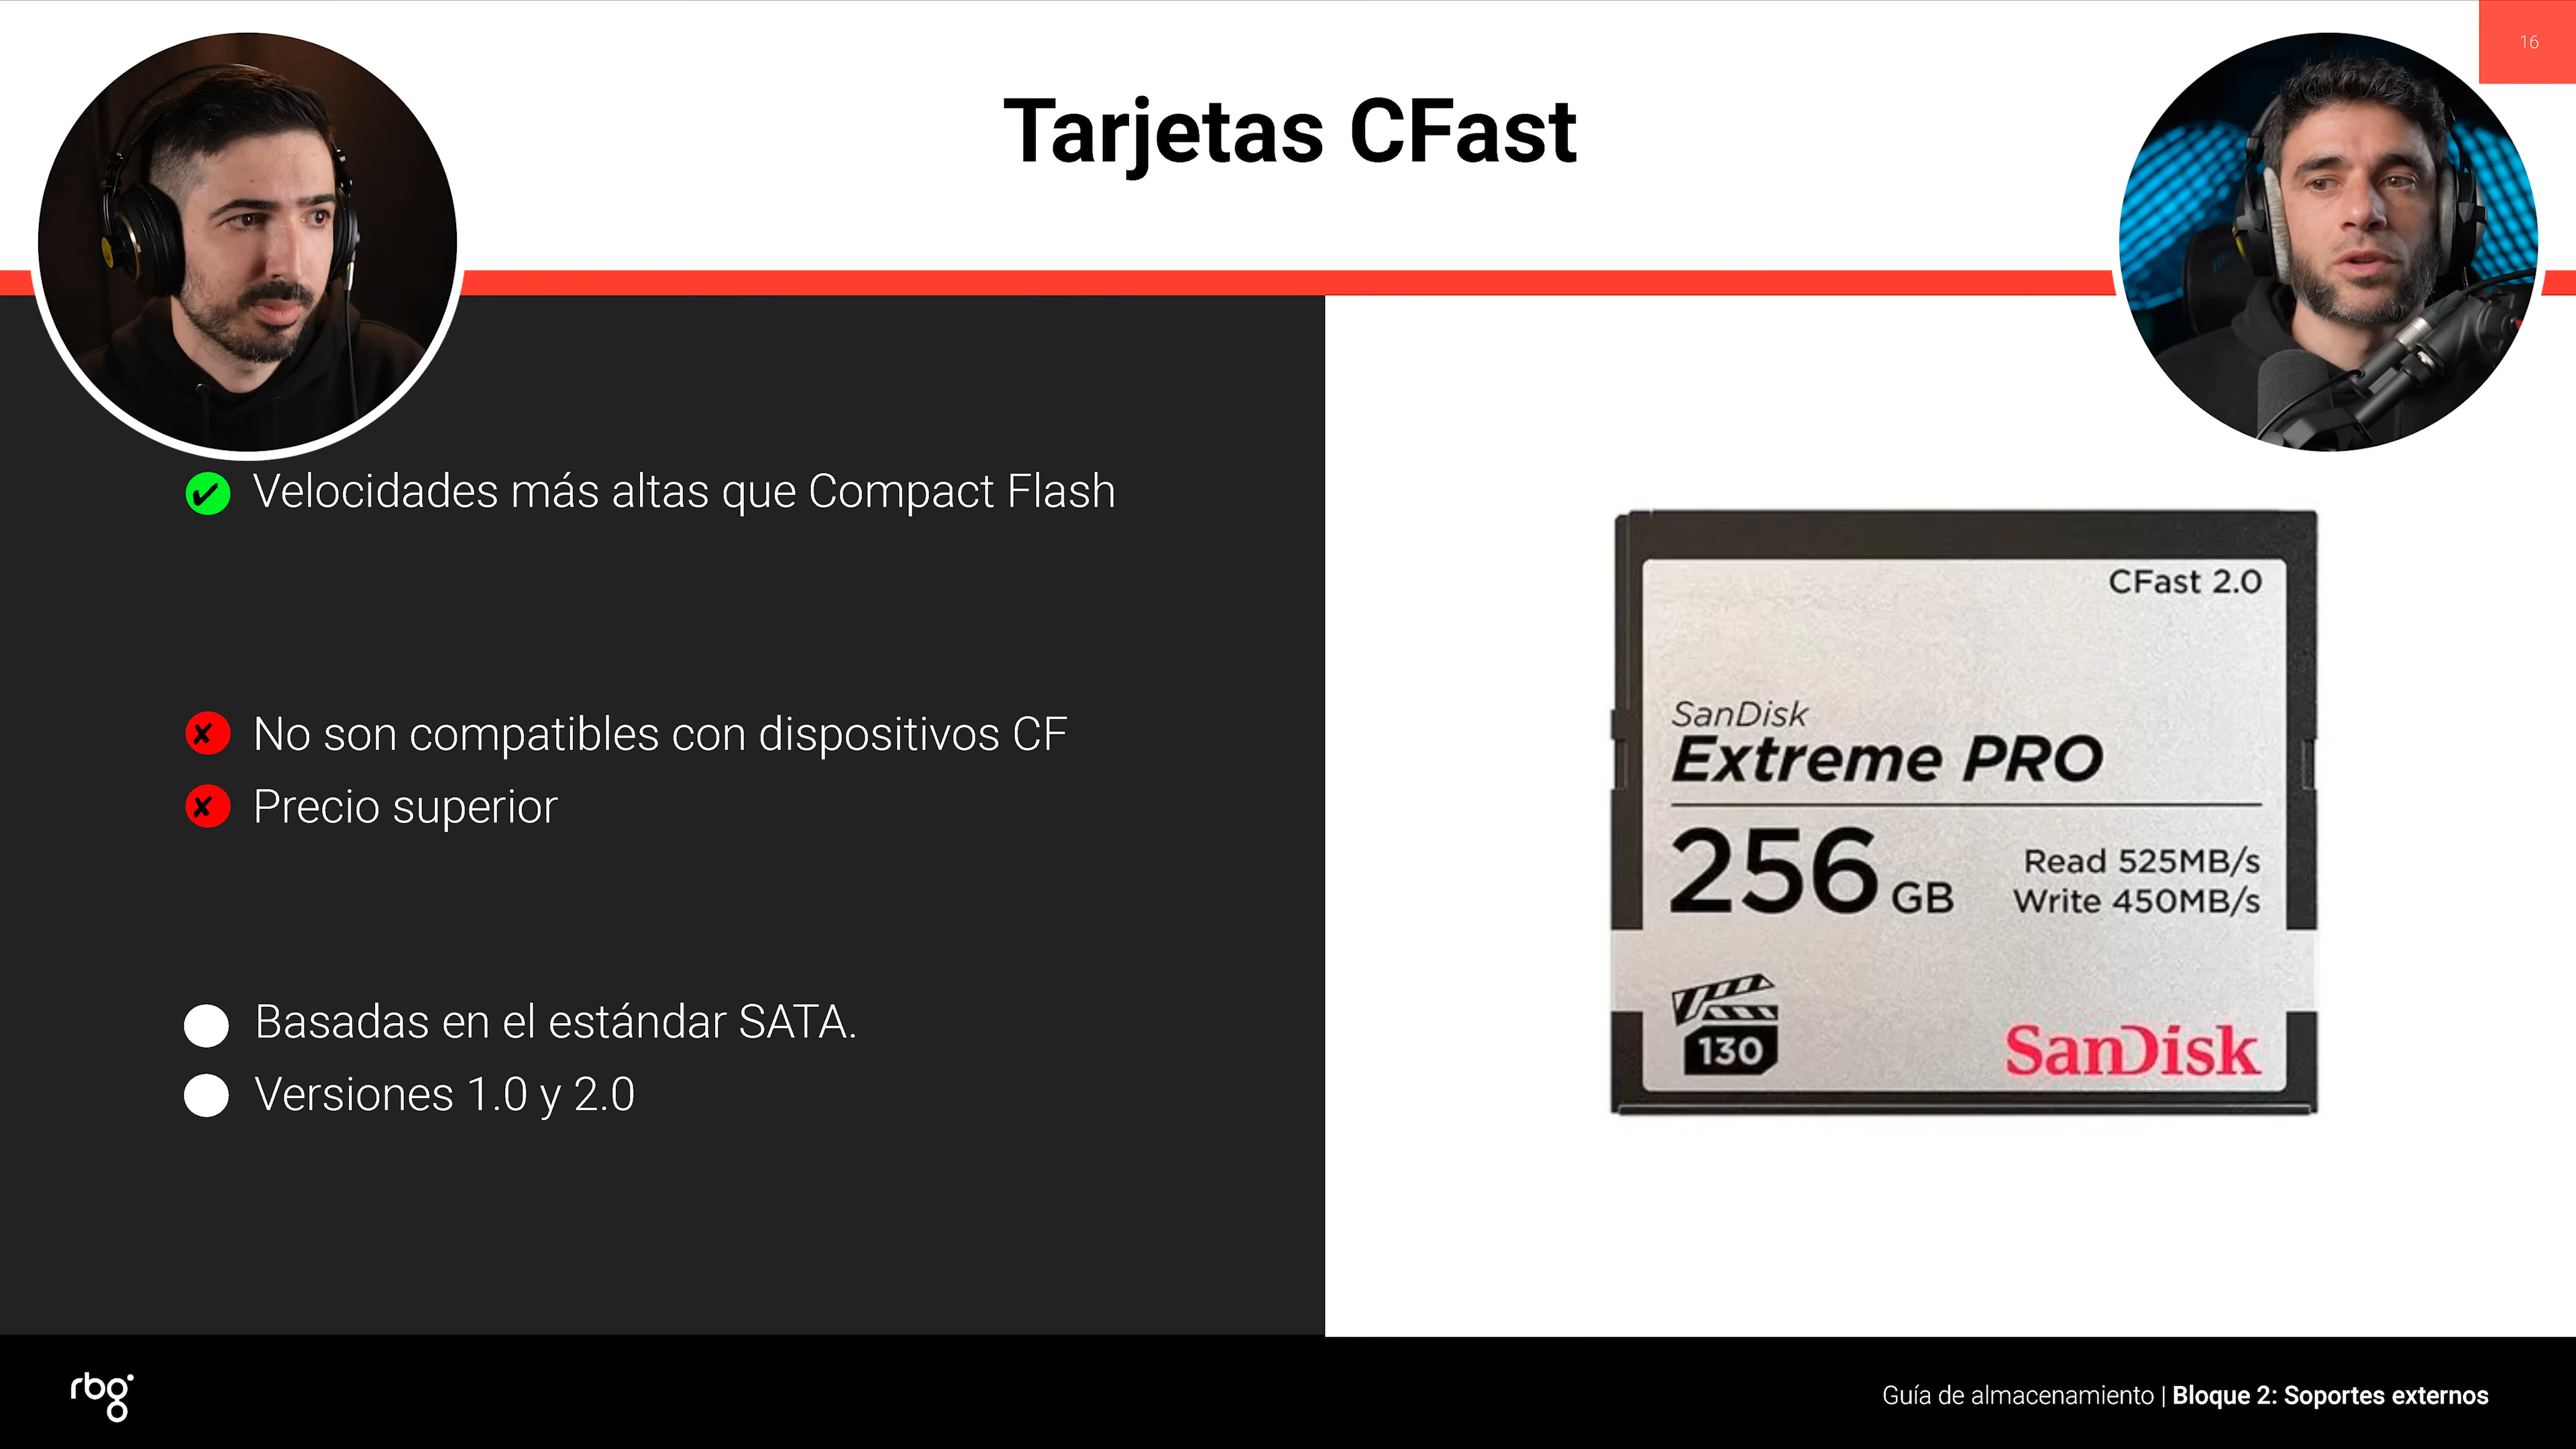 16
Tarjetas CFast
Velocidades más altas que Compact Flash
No son compatibles con dispositivos CF
Precio superior
Basadas en el estándar SATA.
Versiones 1.0 y 2.0
CFast 2.0
SanDisk
Extreme PRO
256 GB
Read 525MB/s
Write 450MB/s
130
SanDisk
rbg
Guía de almacenamiento | Bloque 2: Soportes externos